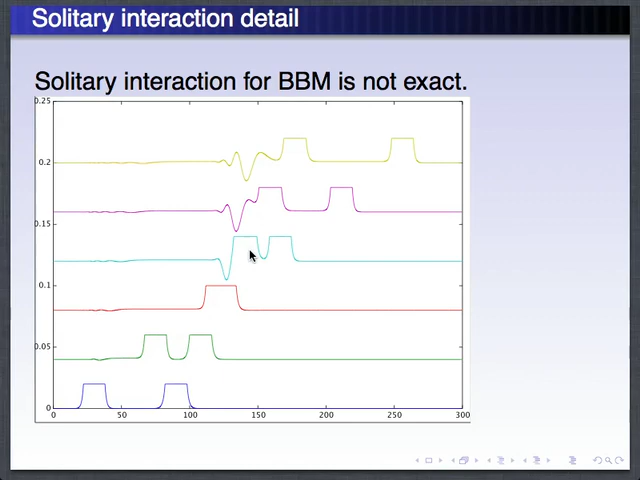 Solitary interaction detail
Solitary interaction for BBM is not exact.
0.25
0.2
0.15
0.1
0.05
0
0 50 100 150 200 250 300